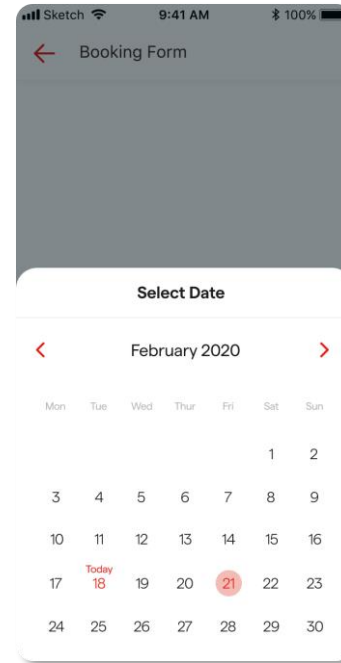 Sketch 9:41 AM 100%
Booking Form
Select Date
February 2020
Mon Tue Wed Thur Fri Sat Sun
1 2
3 4 5 6 7 8 9
10 11 12 13 14 15 16
Today
17 18 19 20 21 22 23
24 25 26 27 28 29 30